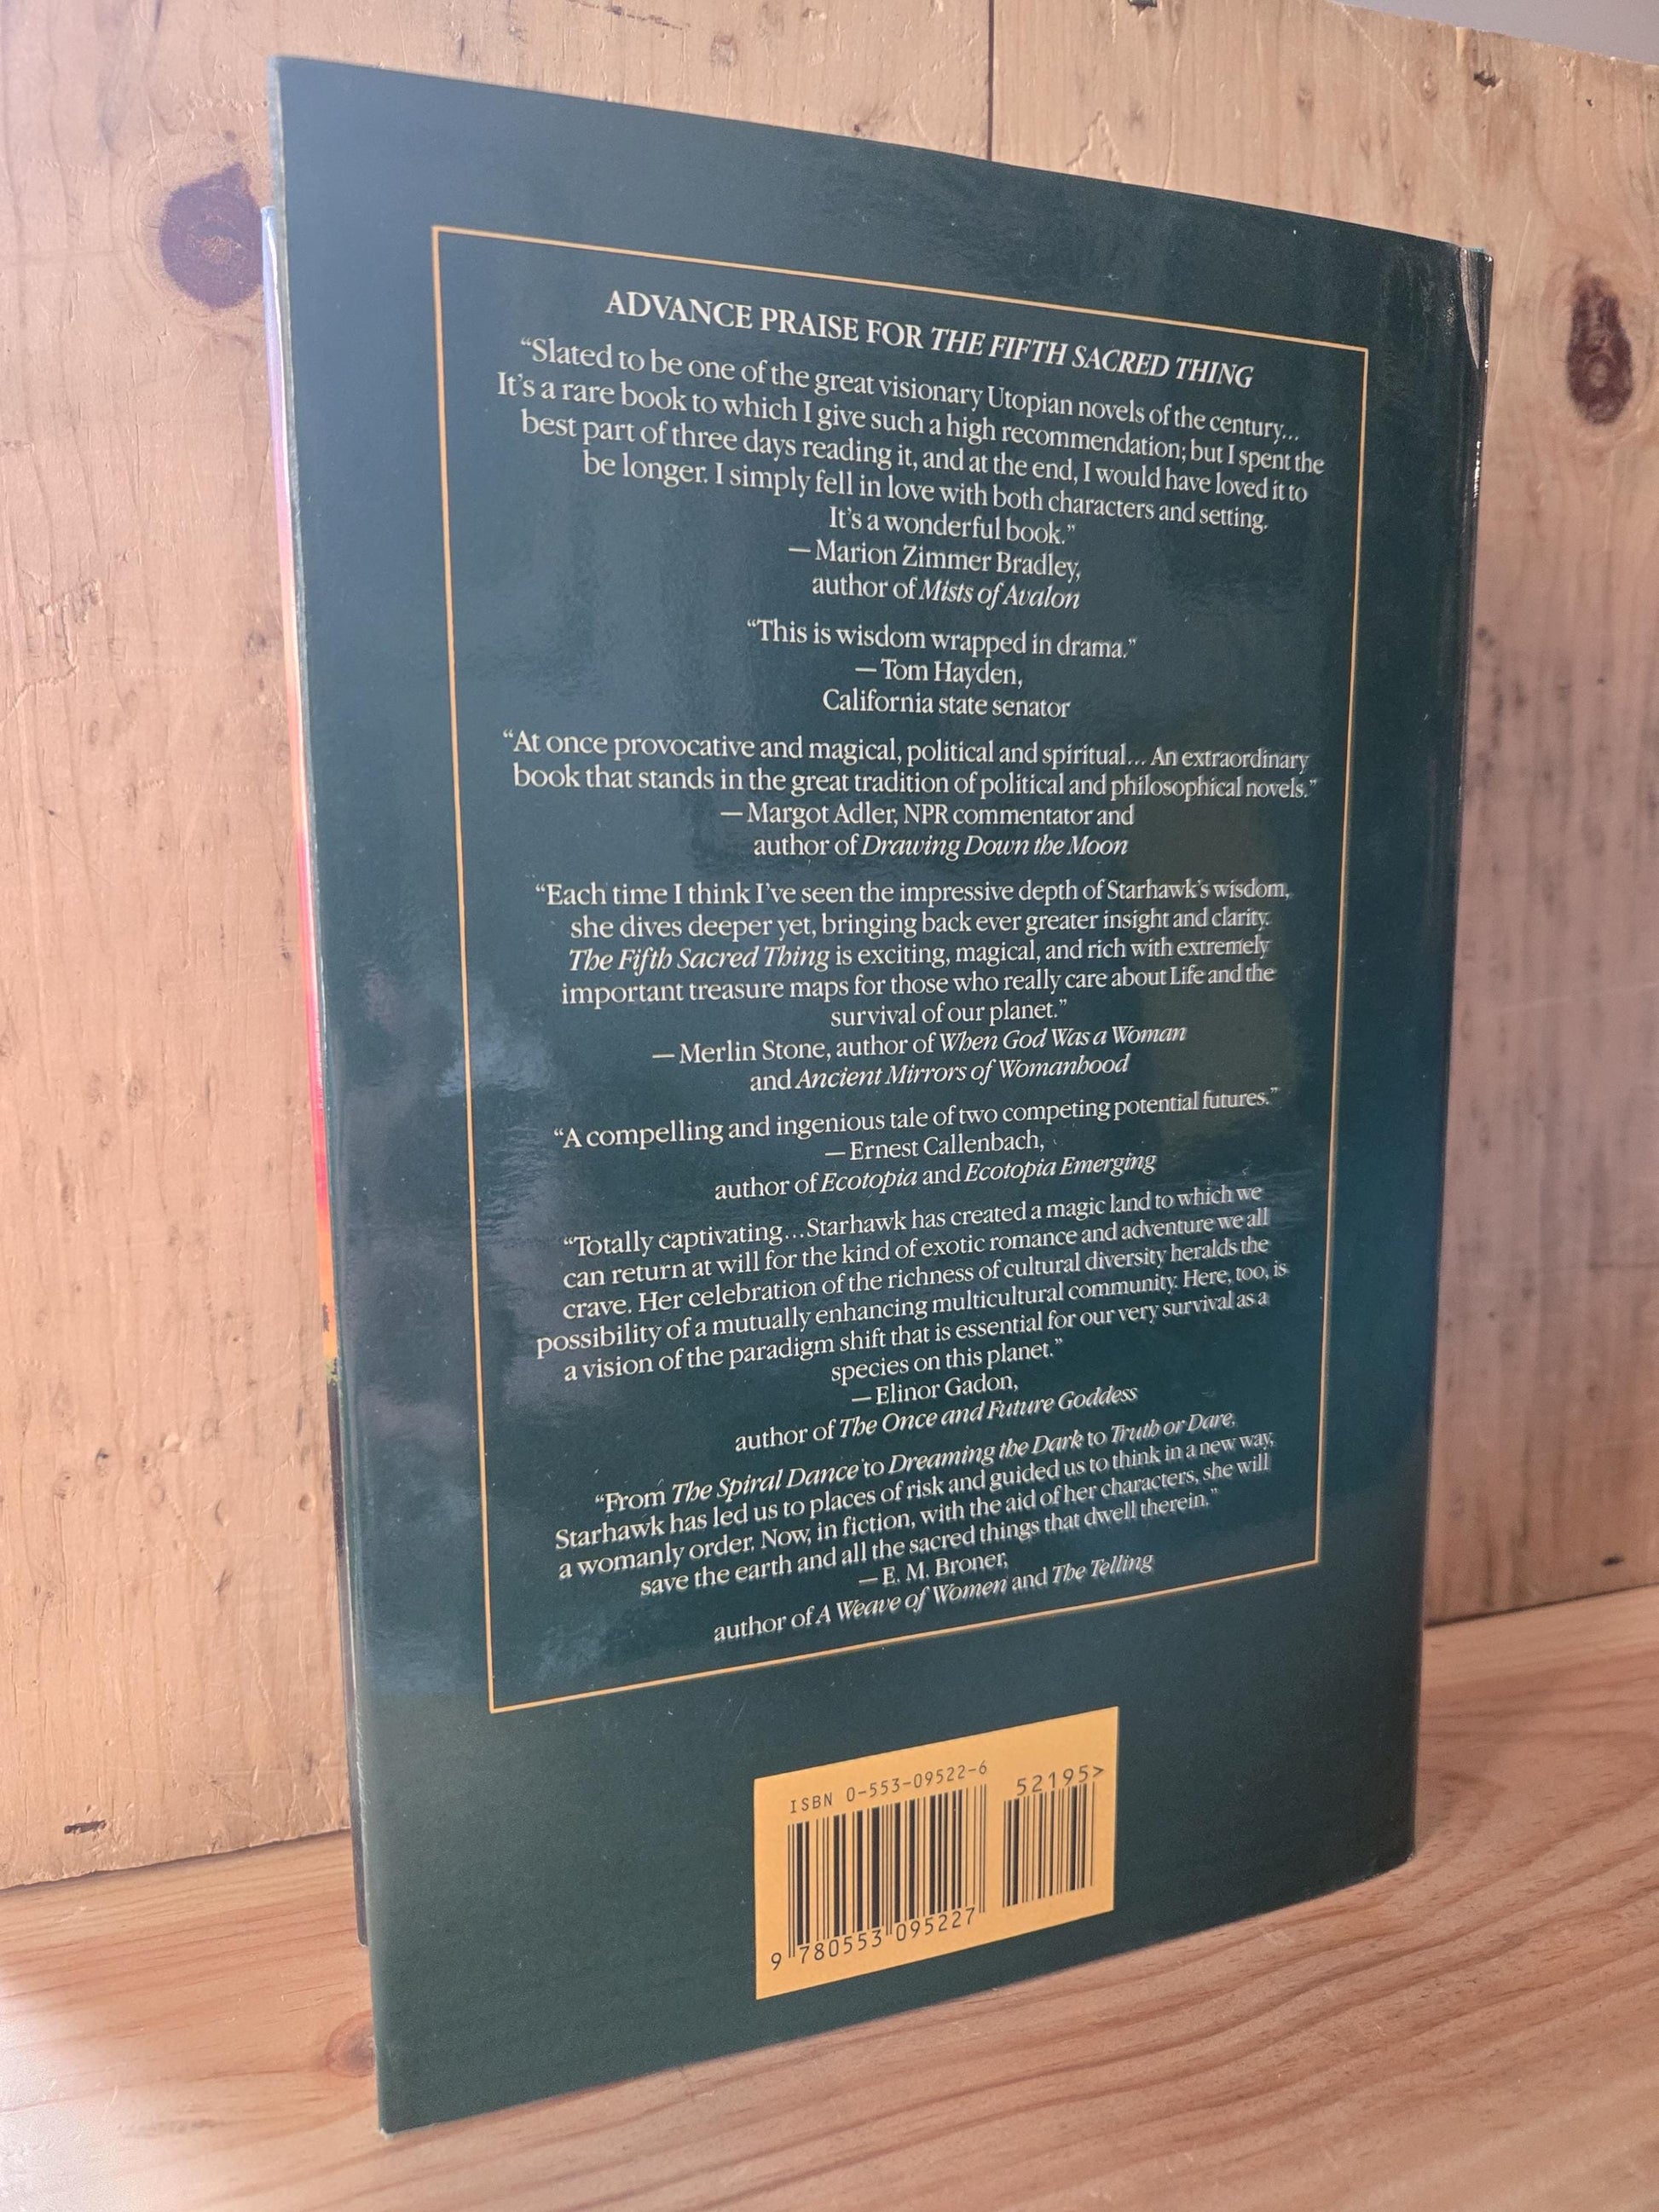 ADVANCE PRAISE FOR THE FIFTH SACRED THING
“Slated to be one of the great visionary Utopian novels of the century...
It’s a rare book to which I give such a high recommendation; but I spent the
best part of three days reading it, and at the end, I would have loved it to
be longer. I simply fell in love with both characters and setting.
It’s a wonderful book.”
—Marion Zimmer Bradley,
author of Mists of Avalon
“This is wisdom wrapped in drama.”
—Tom Hayden,
California state senator
“At once provocative and magical, political and spiritual... An extraordinary
book that stands in the great tradition of political and philosophical novels.”
—Margot Adler, NPR commentator and
author of Drawing Down the Moon
“Each time I think I’ve seen the impressive depth of Starhawk’s wisdom,
she dives deeper yet, bringing back ever greater insight and clarity.
The Fifth Sacred Thing is exciting, magical, and rich with extremely
important treasure maps for those who really care about Life and the
survival of our planet.”
—Merlin Stone, author of When God Was a Woman
and Ancient Mirrors of Womanhood
“A compelling and ingenious tale of two competing potential futures.”
—Ernest Callenbach,
author of Ecotopia and Ecotopia Emerging
“Totally captivating...Starhawk has created a magic land to which we
can return at will for the kind of exotic romance and adventure we all
crave. Her celebration of the richness of cultural diversity heralds the
possibility of a mutually enhancing multicultural community. Here, too, is
a vision of the paradigm shift that is essential for our very survival as a
species on this planet.”
—Elinor Gadon,
author of The Once and Future Goddess
“From The Spiral Dance to Dreaming the Dark to Truth or Dare,
Starhawk has led us to places of risk and guided us to think in a new way,
a womanly order. Now, in fiction, with the aid of her characters, she will
save the earth and all the sacred things that dwell therein.”
—E. M. Broner,
author of A Weave of Women and The Telling
ISBN 0-553-09522-6
52195>
9 780553 095227